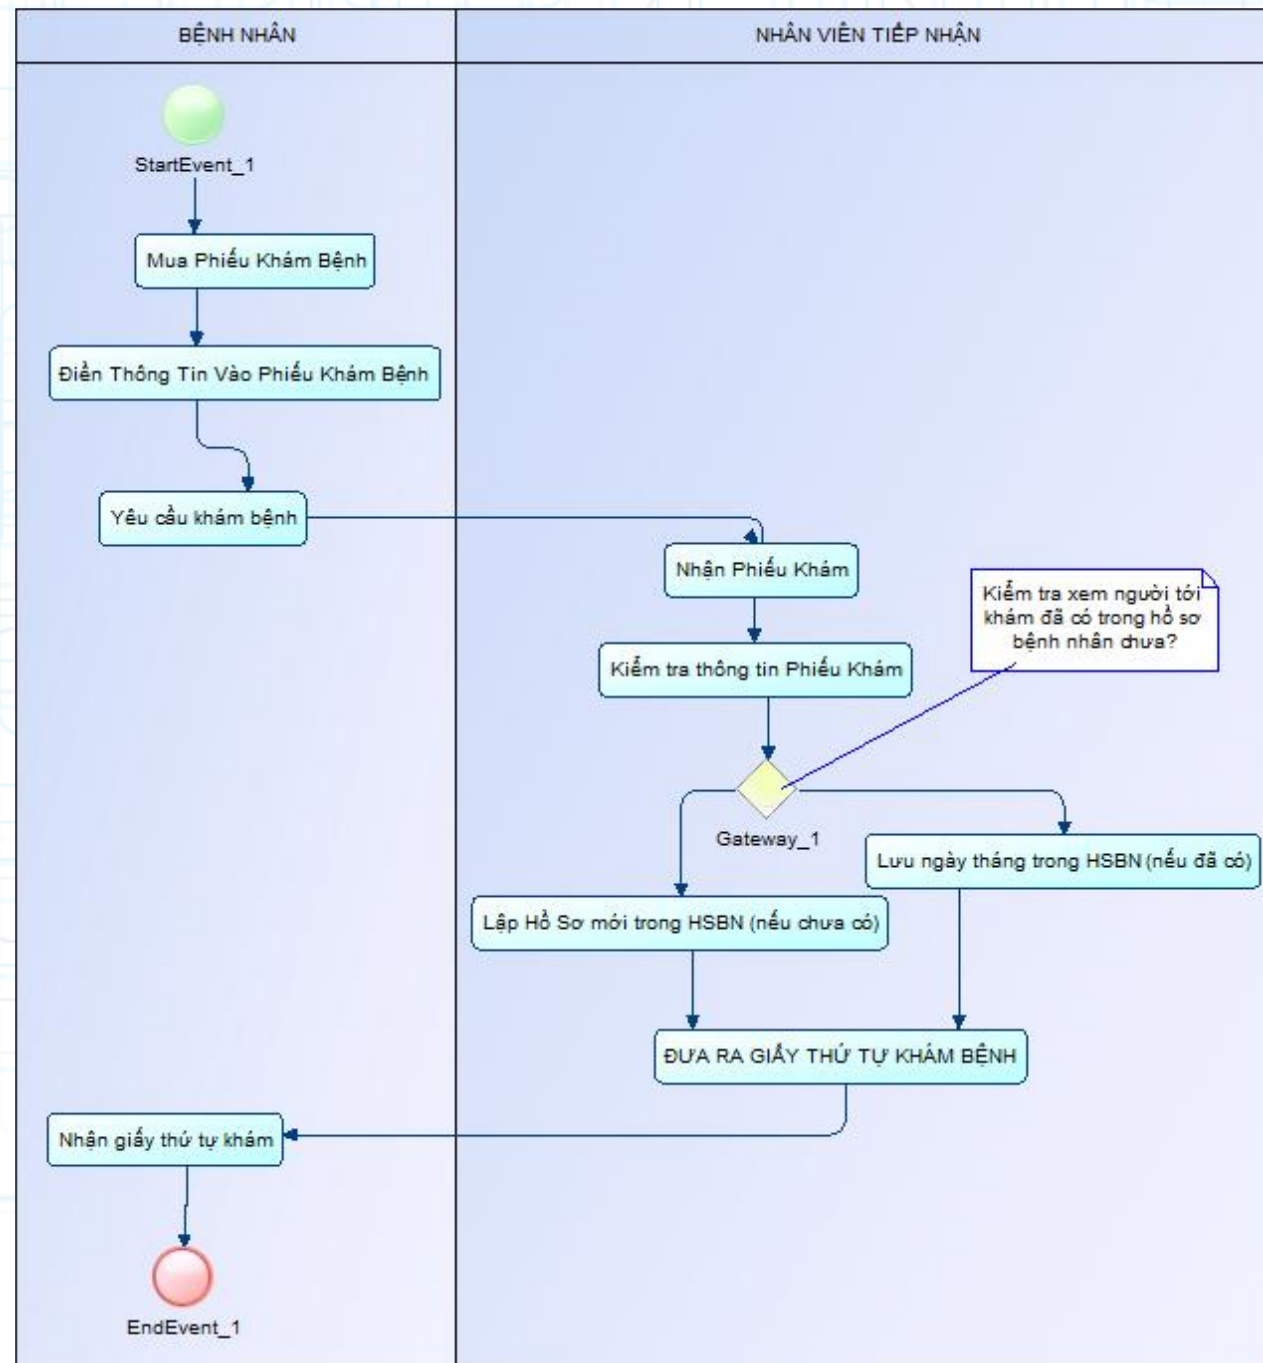 BỆNH NHÂN
NHÂN VIÊN TIẾP NHẬN
StartEvent_1
Mua Phiếu Khám Bệnh
Điền Thông Tin Vào Phiếu Khám Bệnh
Yêu cầu khám bệnh
Nhận Phiếu Khám
Kiểm tra xem người tới
khám đã có trong hồ sơ
bệnh nhân chưa?
Kiểm tra thông tin Phiếu Khám
Gateway_1
Lưu ngày tháng trong HSBN (nếu đã có)
Lập Hồ Sơ mới trong HSBN (nếu chưa có)
ĐƯA RA GIẤY THỨ TỰ KHÁM BỆNH
Nhận giấy thứ tự khám
EndEvent_1